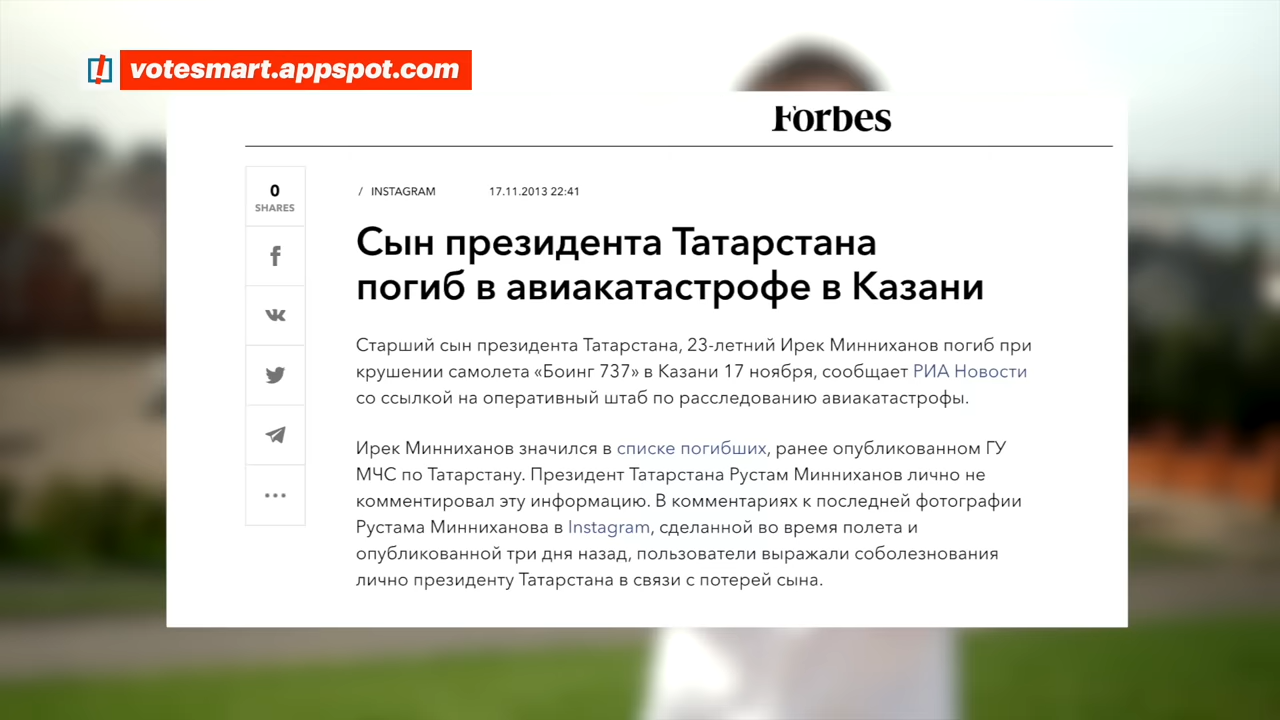 votesmart.appspot.com
Forbes
0
SHARES
/ INSTAGRAM 17.11.2013 22:41
Сын президента Татарстана
погиб в авиакатастрофе в Казани
Старший сын президента Татарстана, 23-летний Ирек Минниханов погиб при
крушении самолета «Боинг 737» в Казани 17 ноября, сообщает РИА Новости
со ссылкой на оперативный штаб по расследованию авиакатастрофы.
Ирек Минниханов значился в списке погибших, ранее опубликованном ГУ
МЧС по Татарстану. Президент Татарстана Рустам Минниханов лично не
комментировал эту информацию. В комментариях к последней фотографии
Рустама Минниханова в Instagram, сделанной во время полета и
опубликованной три дня назад, пользователи выражали соболезнования
лично президенту Татарстана в связи с потерей сына.